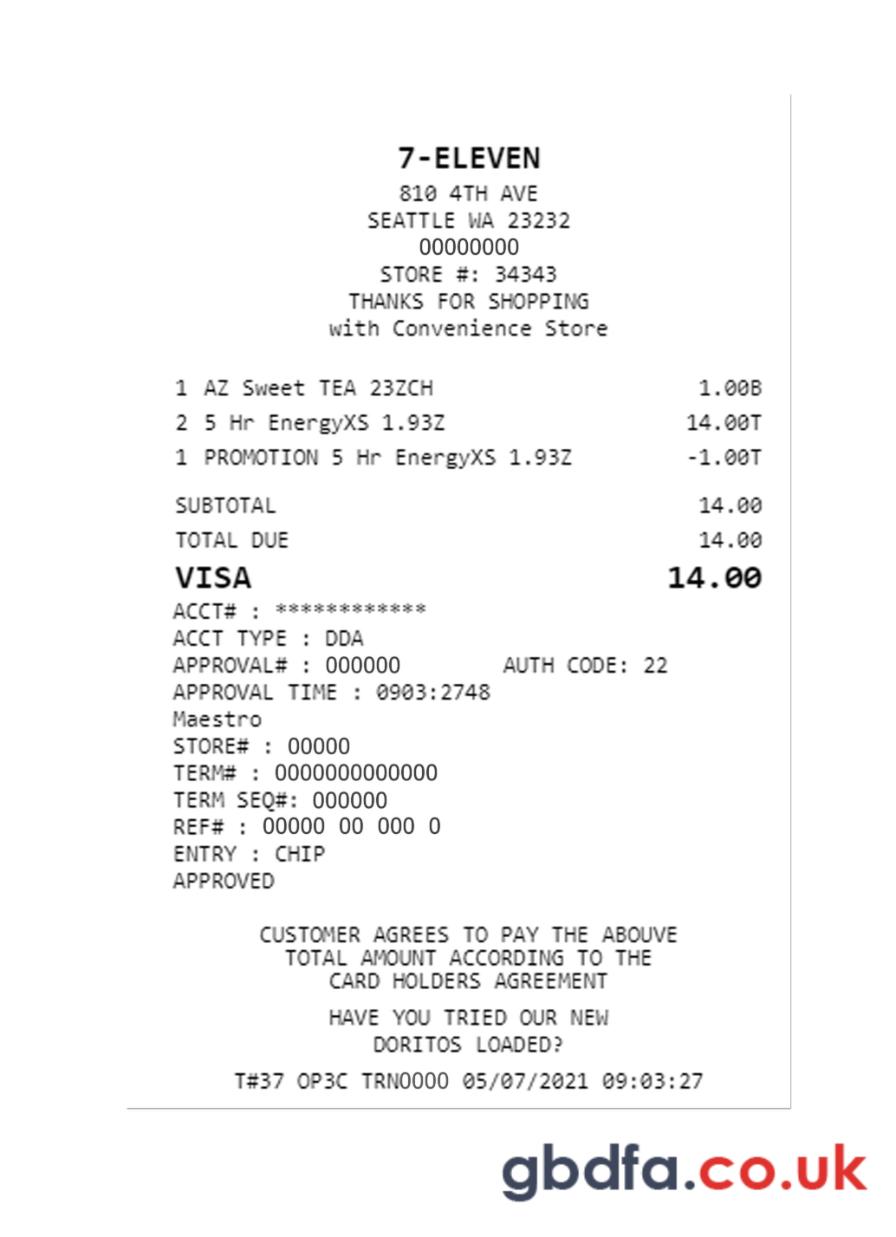 7-ELEVEN
810 4TH AVE
SEATTLE WA 23232
00000000
STORE #: 34343
THANKS FOR SHOPPING
with Convenience Store
1 AZ Sweet TEA 23ZCH 1.00B
2 5 Hr EnergyXS 1.93Z 14.00T
1 PROMOTION 5 Hr EnergyXS 1.93Z -1.00T
SUBTOTAL 14.00
TOTAL DUE 14.00
VISA 14.00
ACCT# : ************
ACCT TYPE : DDA
APPROVAL# : 000000 AUTH CODE: 22
APPROVAL TIME : 0903:2748
Maestro
STORE# : 00000
TERM# : 0000000000000
TERM SEQ#: 000000
REF# : 00000 00 000 0
ENTRY : CHIP
APPROVED
CUSTOMER AGREES TO PAY THE ABOUVE
TOTAL AMOUNT ACCORDING TO THE
CARD HOLDERS AGREEMENT
HAVE YOU TRIED OUR NEW
DORITOS LOADED?
T#37 OP3C TRN0000 05/07/2021 09:03:27
gbdfa.co.uk